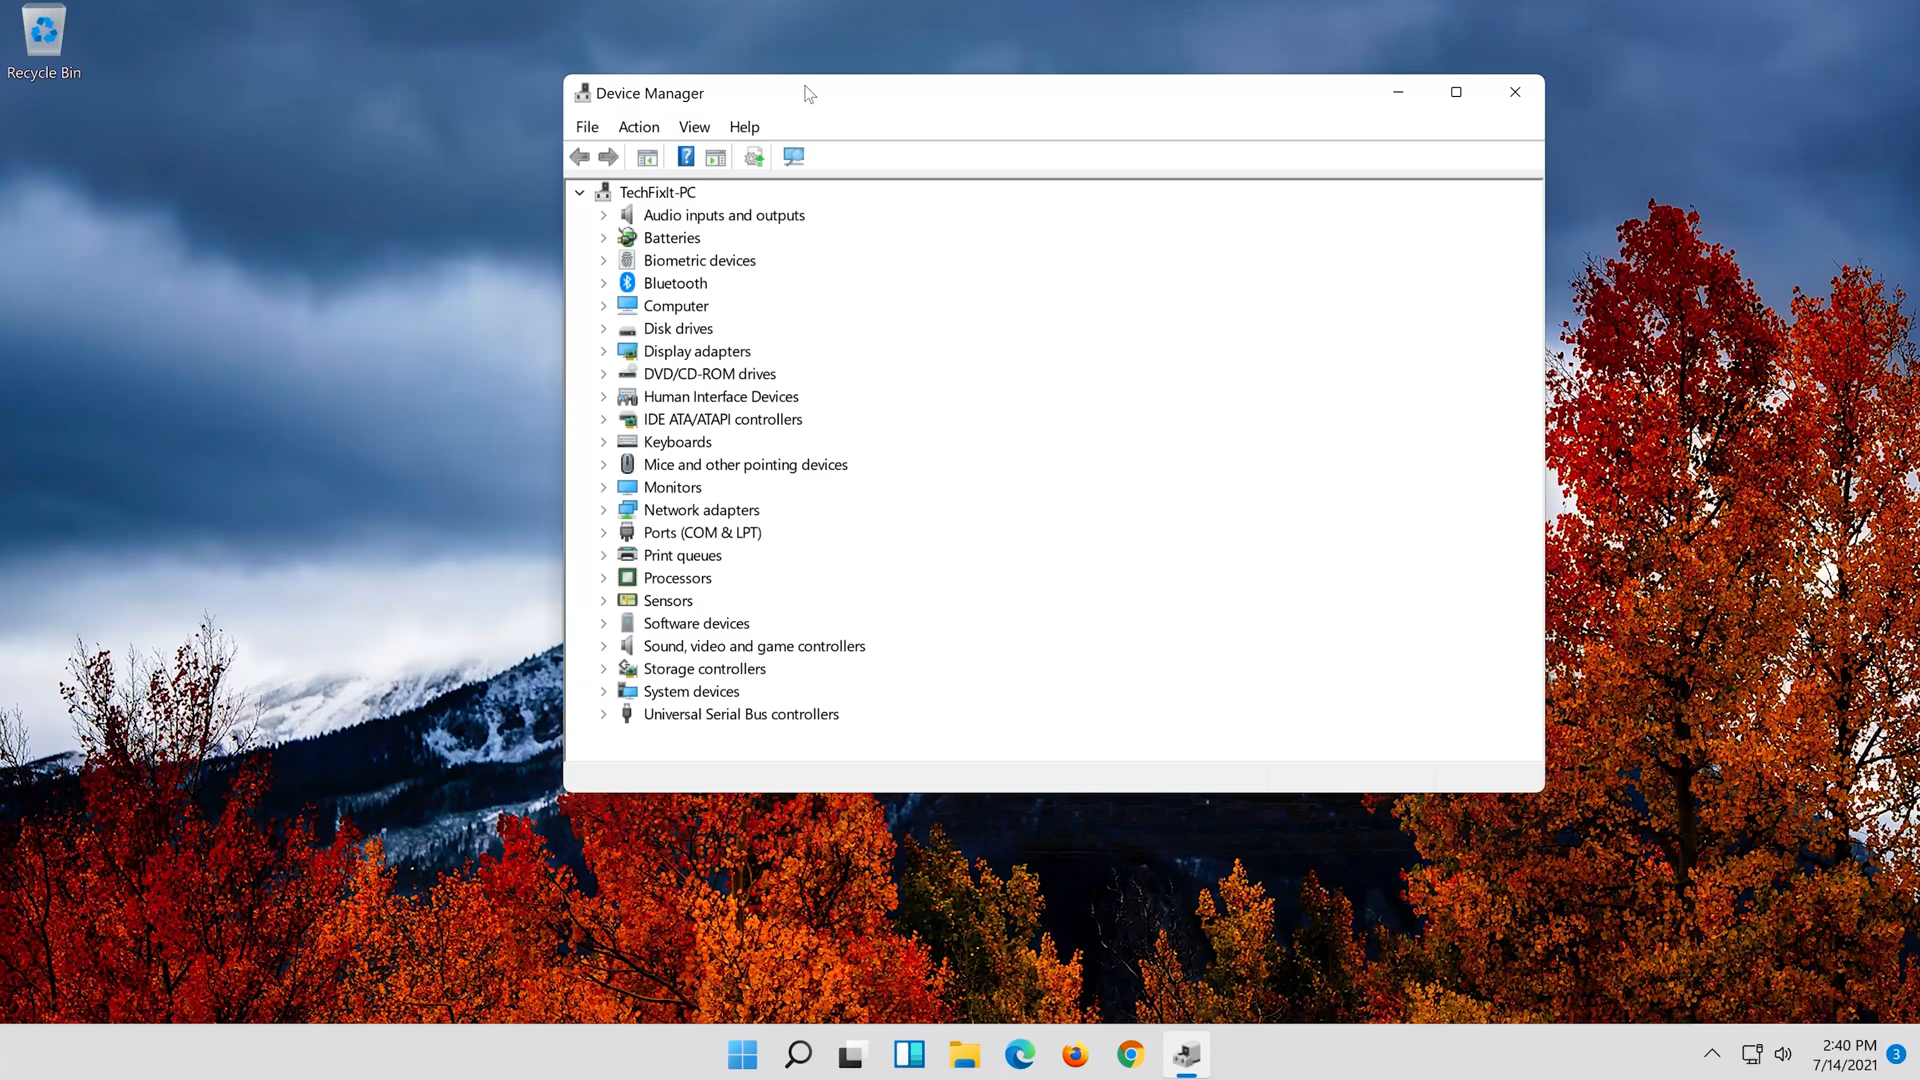 Recycle Bin
Device Manager
File Action View Help
?
TechFixIt-PC
Audio inputs and outputs
Batteries
Biometric devices
Bluetooth
Computer
Disk drives
Display adapters
DVD/CD-ROM drives
Human Interface Devices
IDE ATA/ATAPI controllers
Keyboards
Mice and other pointing devices
Monitors
Network adapters
Ports (COM & LPT)
Print queues
Processors
Sensors
Software devices
Sound, video and game controllers
Storage controllers
System devices
Universal Serial Bus controllers
2:40 PM
7/14/2021
3